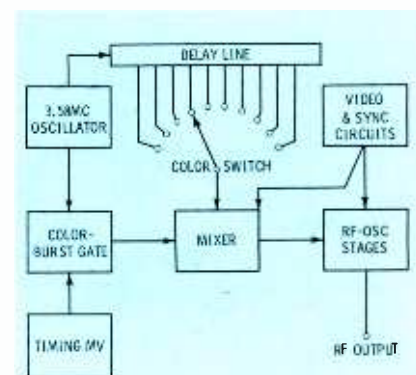 DELAY LINE
3.58MC
OSCILLATOR
VIDEO
& SYNC
CIRCUITS
COLOR SWITCH
COLOR-
BURST GATE
MIXER
RF-OSC
STAGES
TIMING MV
RF OUTPUT